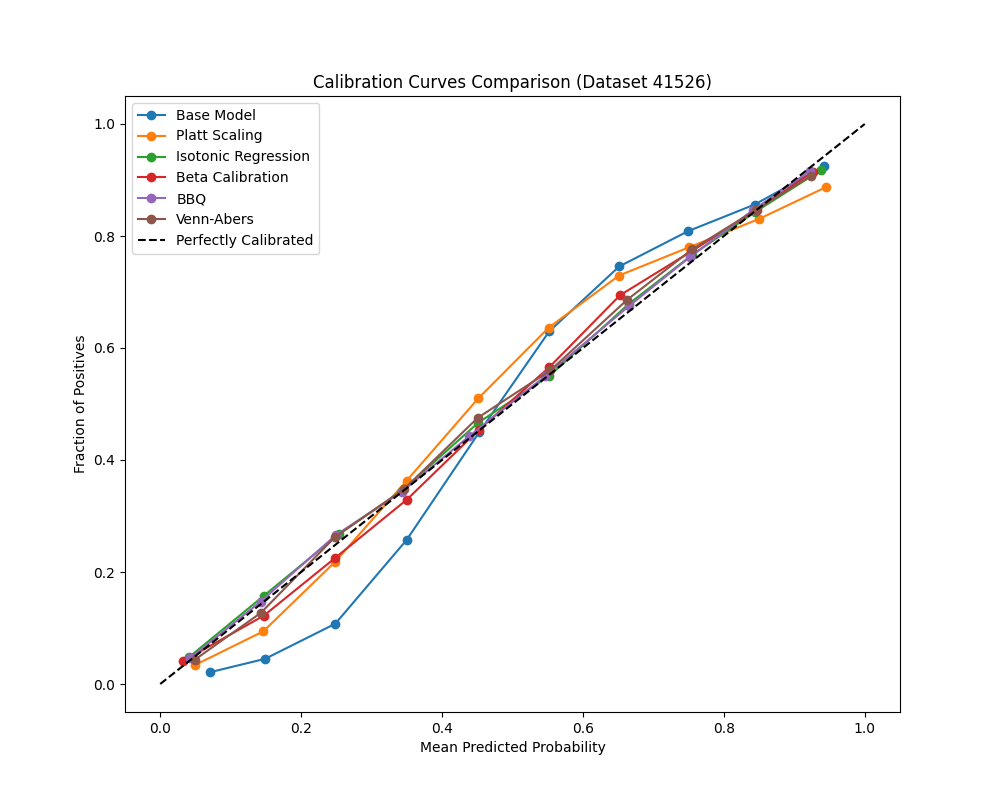 Calibration Curves Comparison (Dataset 41526)
Base Model
Platt Scaling
Isotonic Regression
Beta Calibration
BBQ
Venn-Abers
Perfectly Calibrated
1.0
0.8
0.6
0.4
0.2
0.0
Fraction of Positives
0.0 0.2 0.4 0.6 0.8 1.0
Mean Predicted Probability